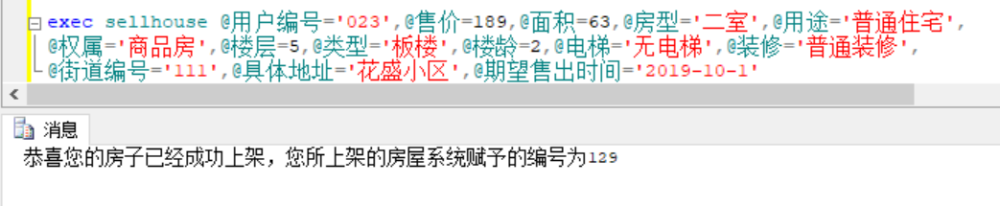 exec sellhouse @用户编号='023',@售价=189,@面积=63,@房型='二室',@用途='普通住宅',
@权属='商品房',@楼层=5,@类型='板楼',@楼龄=2,@电梯='无电梯',@装修='普通装修',
@街道编号='111',@具体地址='花盛小区',@期望售出时间='2019-10-1'
消息
恭喜您的房子已经成功上架，您所上架的房屋系统赋予的编号为129